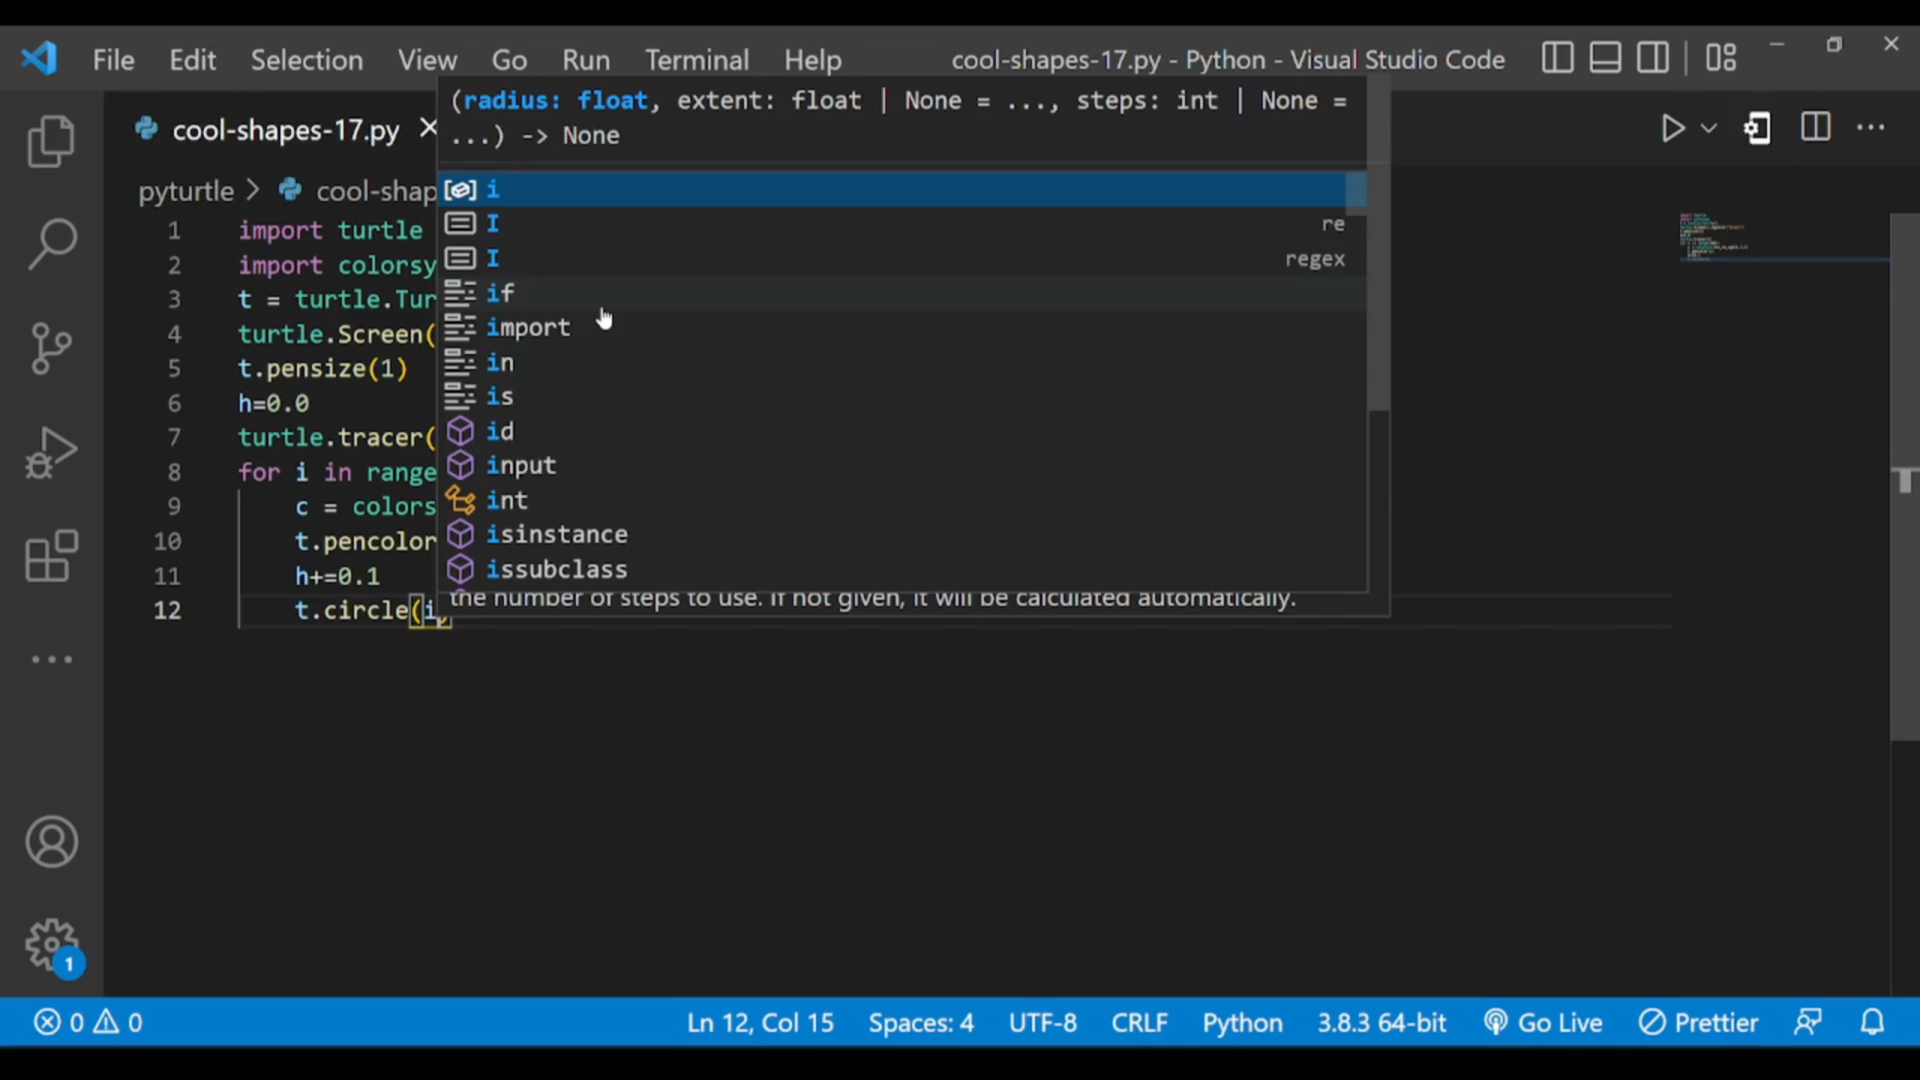 File Edit Selection View Go Run Terminal Help cool-shapes-17.py - Python - Visual Studio Code
cool-shapes-17.py
(radius: float, extent: float | None = ..., steps: int | None =
...) -> None
pyturtle > cool-shap
i
I re
I regex
if
import
in
is
id
input
int
isinstance
issubclass
the number of steps to use. If not given, it will be calculated automatically.
1 import turtle
2 import colorsy
3 t = turtle.Tur
4 turtle.Screen(
5 t.pensize(1)
6 h=0.0
7 turtle.tracer(
8 for i in range
9 c = colors
10 t.pencolor
11 h+=0.1
12 t.circle(i)
1
0 0 Ln 12, Col 15 Spaces: 4 UTF-8 CRLF Python 3.8.3 64-bit Go Live Prettier